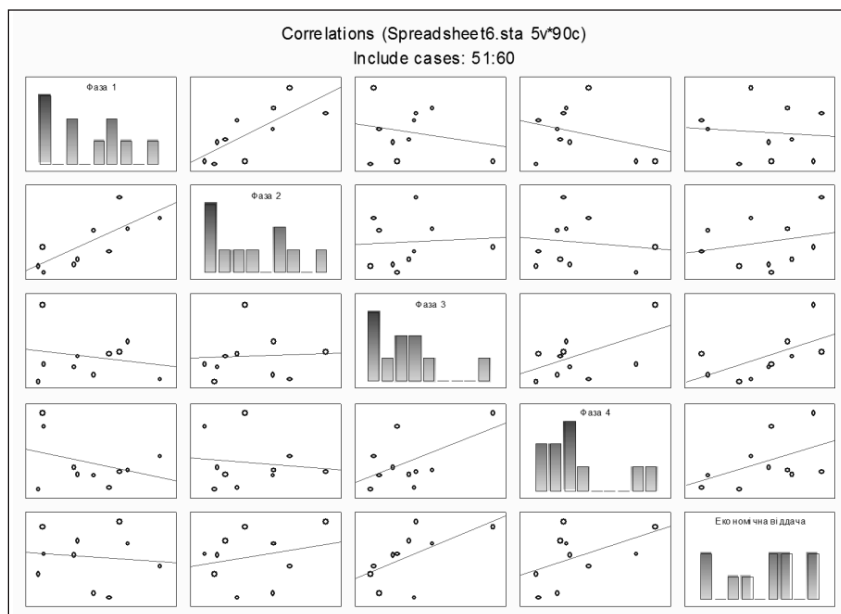 Correlations (Spreadsheet6.sta 5v*90c)
Include cases: 51:60
Фаза 1
Фаза 2
Фаза 3
Фаза 4
Економічна віддача